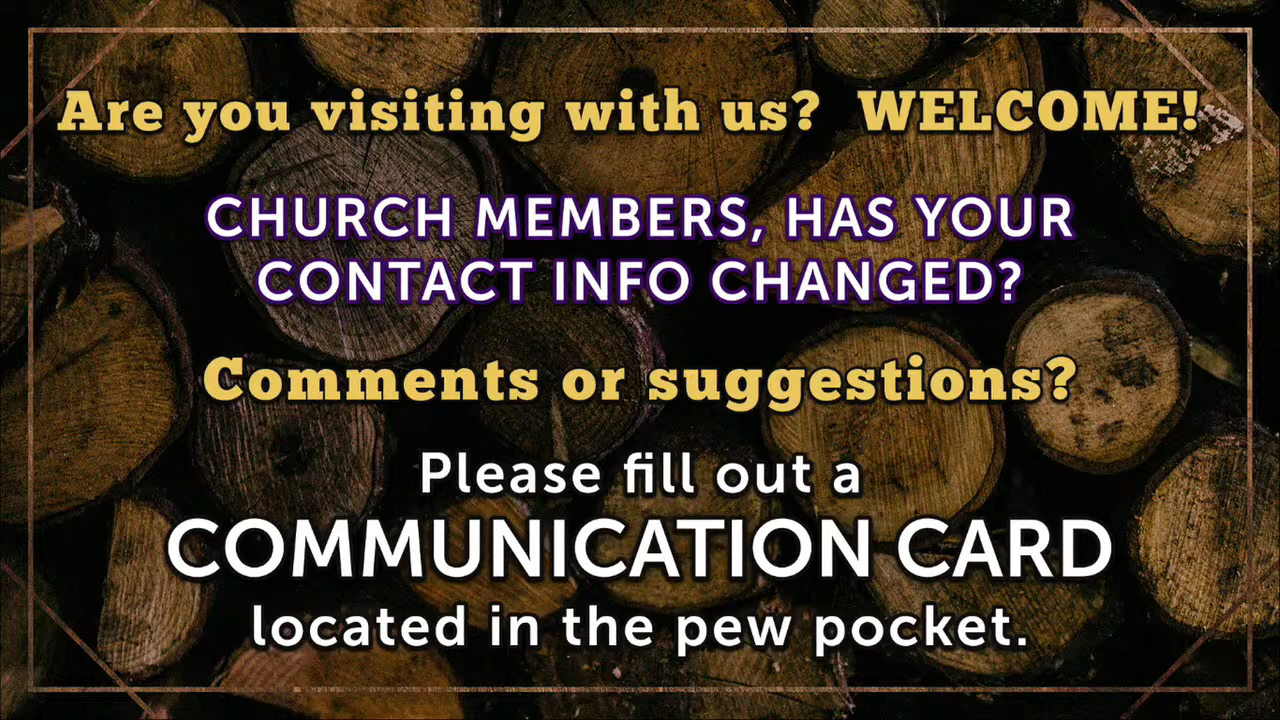 Are you visiting with us? WELCOME!
CHURCH MEMBERS, HAS YOUR
CONTACT INFO CHANGED?
Comments or suggestions?
Please fill out a
COMMUNICATION CARD
located in the pew pocket.